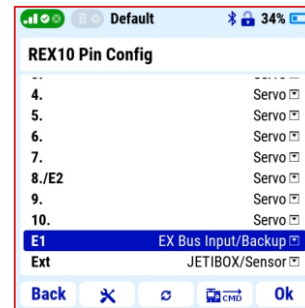 B Default 34%
REX10 Pin Config
4. Servo
5. Servo
6. Servo
7. Servo
8./E2 Servo
9. Servo
10. Servo
E1 EX Bus Input/Backup
Ext JETIBOX/Sensor
Back CMD Ok